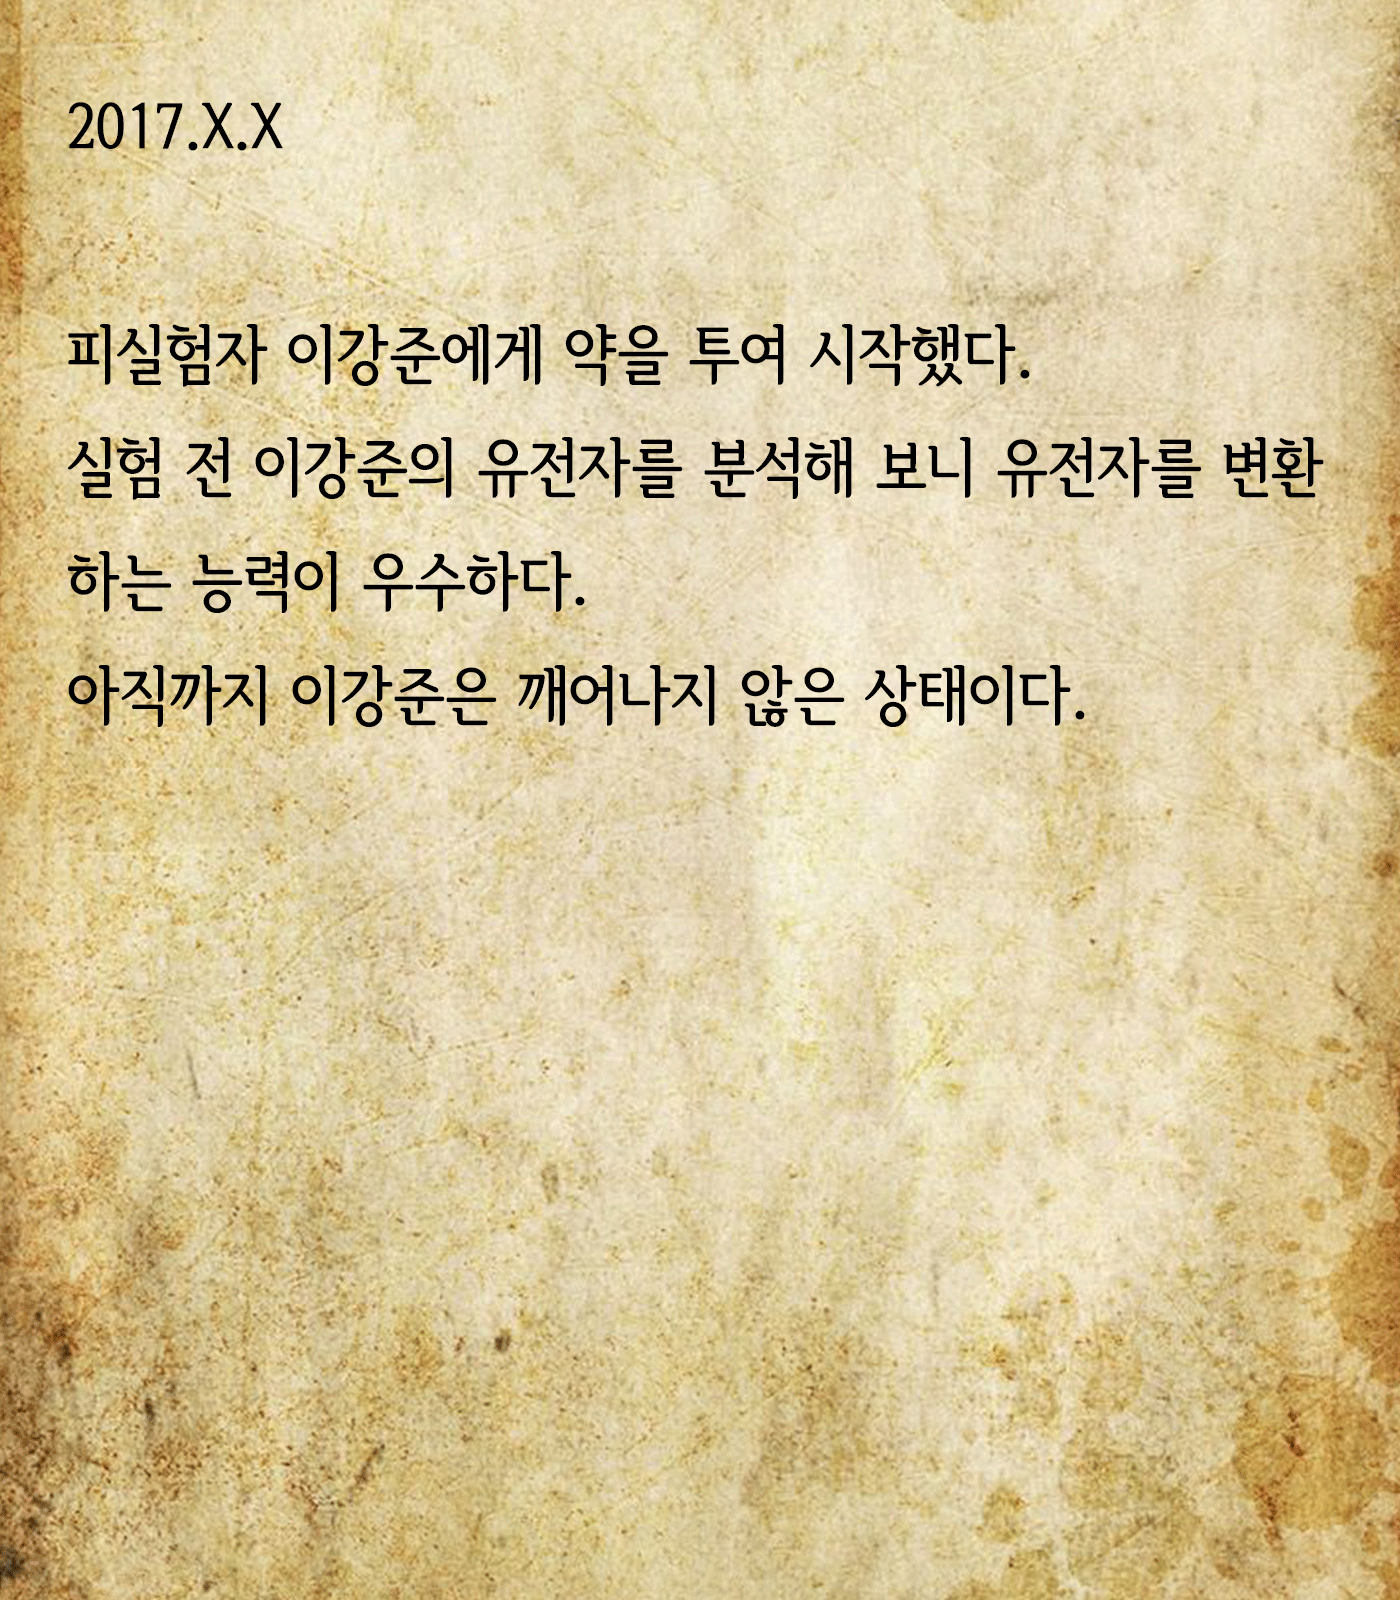 2017.X.X
피실험자 이강준에게 약을 투여 시작했다.
실험 전 이강준의 유전자를 분석해 보니 유전자를 변환
하는 능력이 우수하다.
아직까지 이강준은 깨어나지 않은 상태이다.